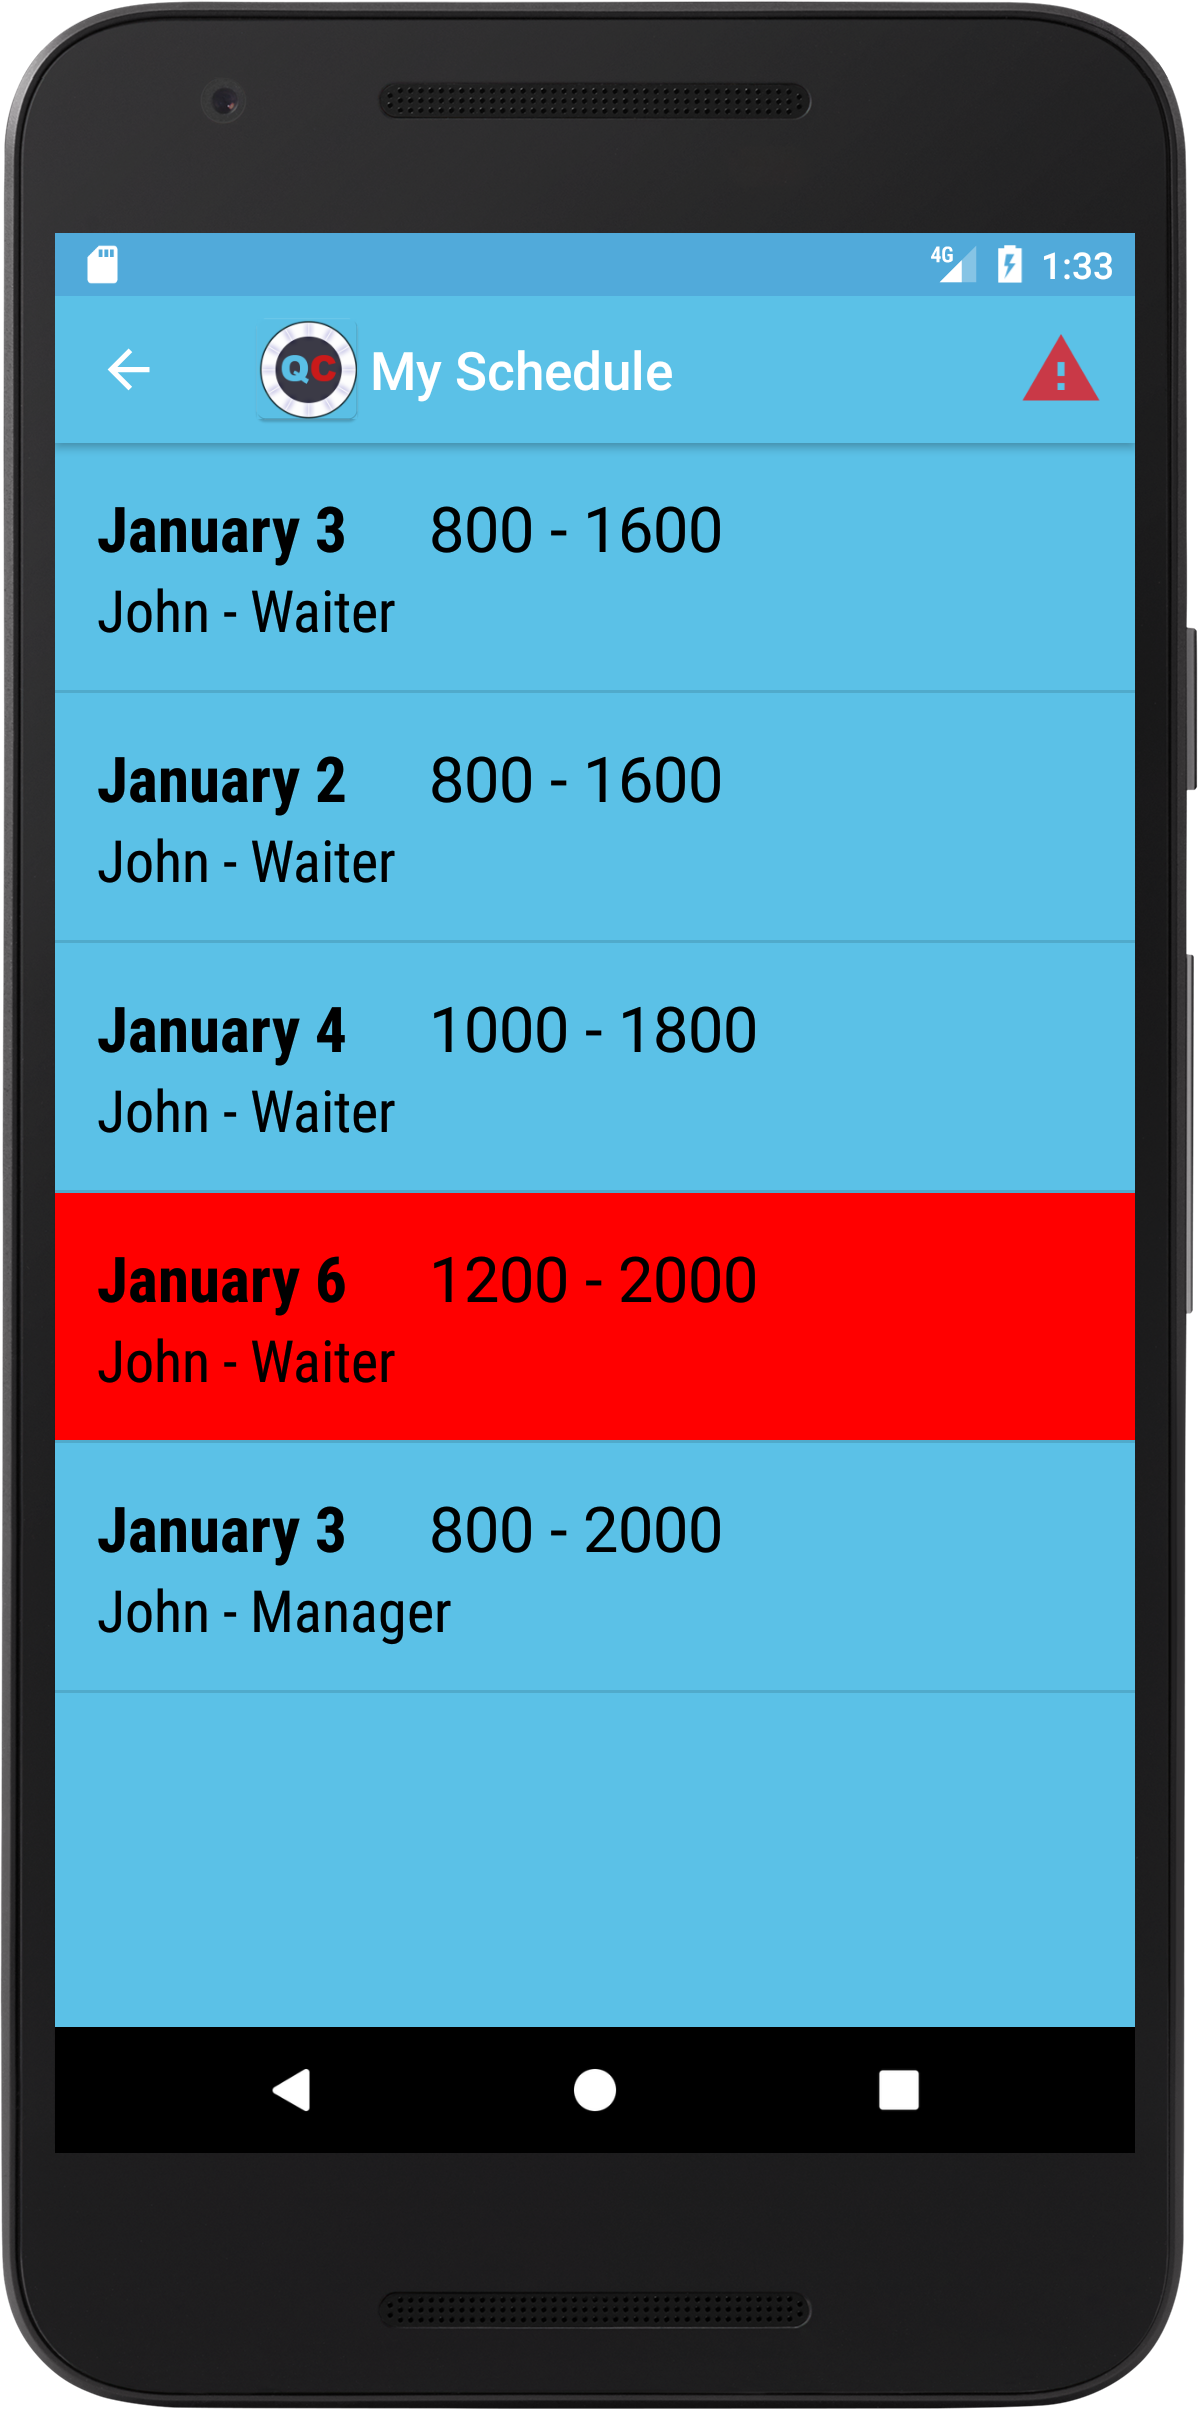 4G 1:33
QC My Schedule
January 3 800 - 1600
John - Waiter
January 2 800 - 1600
John - Waiter
January 4 1000 - 1800
John - Waiter
January 6 1200 - 2000
John - Waiter
January 3 800 - 2000
John - Manager